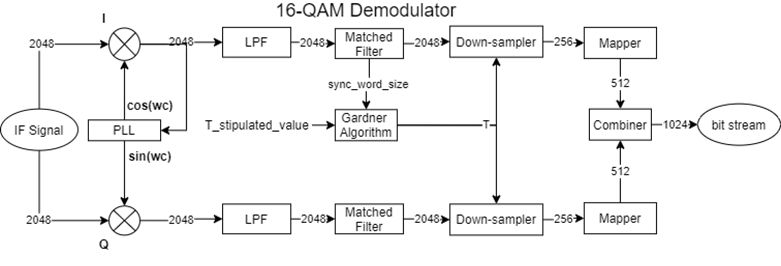 16-QAM Demodulator
I
2048
2048
LPF
2048
Matched
Filter
2048
Down-sampler
256
Mapper
sync_word_size
512
cos(wc)
IF Signal
PLL
T_stipulated_value
Gardner
Algorithm
T
Combiner
1024
bit stream
sin(wc)
512
2048
2048
LPF
2048
Matched
Filter
2048
Down-sampler
256
Mapper
Q